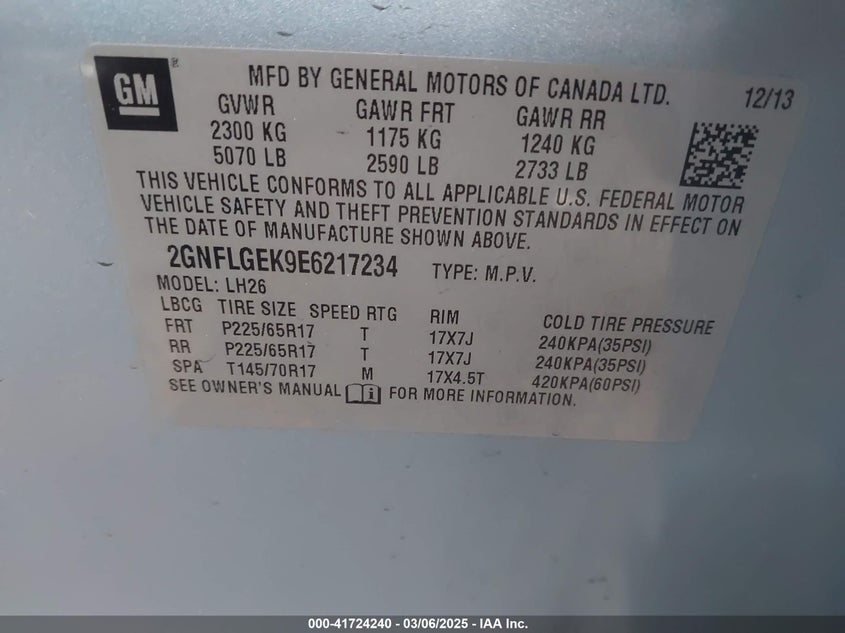 GM ®
MFD BY GENERAL MOTORS OF CANADA LTD. 12/13
GVWR GAWR FRT GAWR RR
2300 KG 1175 KG 1240 KG
5070 LB 2590 LB 2733 LB
THIS VEHICLE CONFORMS TO ALL APPLICABLE U.S. FEDERAL MOTOR
VEHICLE SAFETY AND THEFT PREVENTION STANDARDS IN EFFECT ON
THE DATE OF MANUFACTURE SHOWN ABOVE.
2GNFLGEK9E6217234 TYPE: M.P.V.
MODEL: LH26
LBCG TIRE SIZE SPEED RTG RIM COLD TIRE PRESSURE
FRT P225/65R17 T 17X7J 240KPA(35PSI)
RR P225/65R17 T 17X7J 240KPA(35PSI)
SPA T145/70R17 M 17X4.5T 420KPA(60PSI)
SEE OWNER'S MANUAL i FOR MORE INFORMATION.
000-41724240 - 03/06/2025 - IAA Inc.